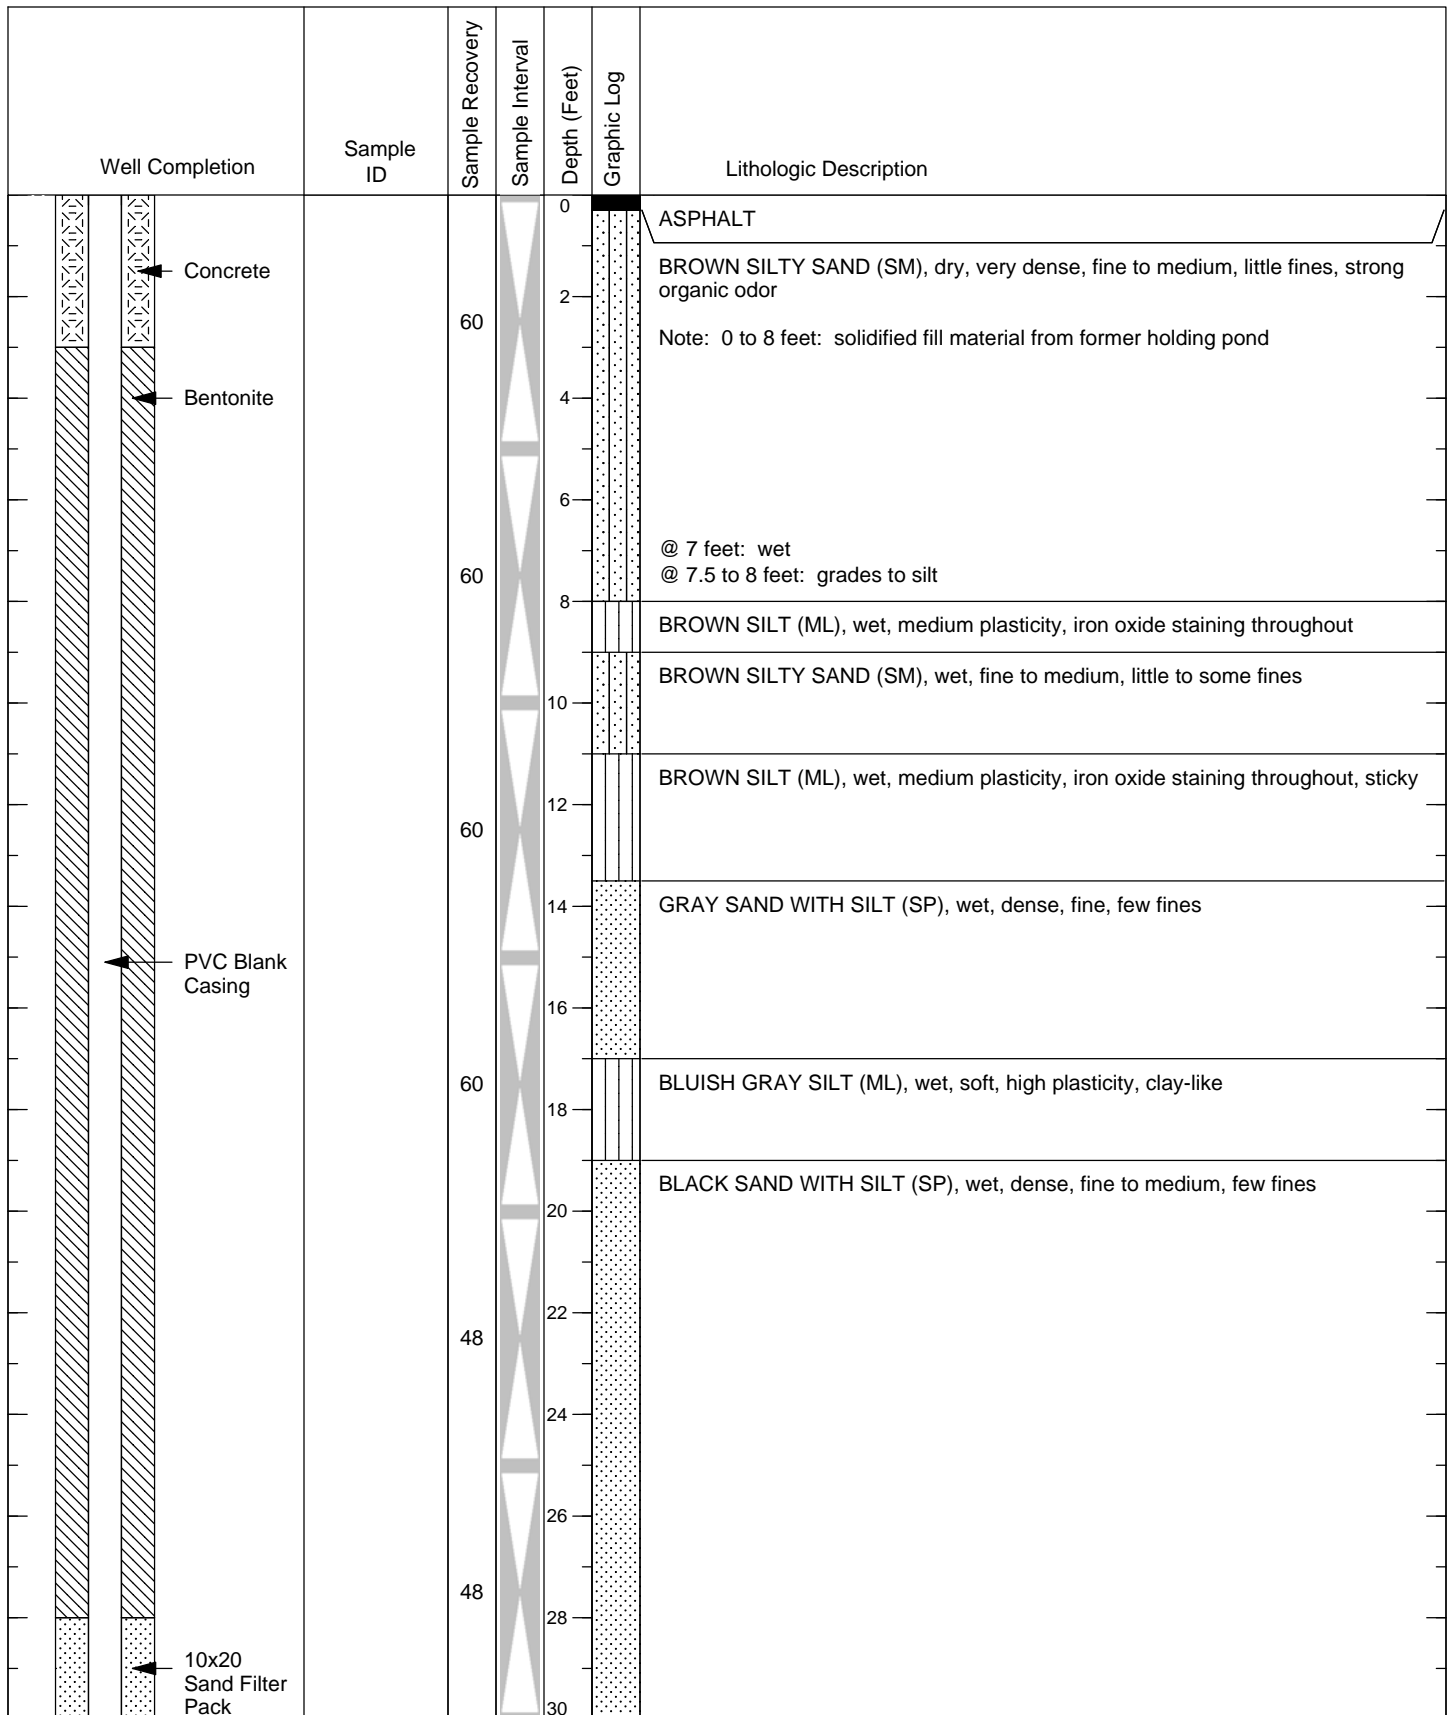 Well Completion
Sample
ID
Sample Recovery
Sample Interval
Depth (Feet)
Graphic Log
Lithologic Description
0
ASPHALT
Concrete
BROWN SILTY SAND (SM), dry, very dense, fine to medium, little fines, strong
organic odor
2
60
Note: 0 to 8 feet: solidified fill material from former holding pond
Bentonite
4
6
@ 7 feet: wet
60
@ 7.5 to 8 feet: grades to silt
8
BROWN SILT (ML), wet, medium plasticity, iron oxide staining throughout
BROWN SILTY SAND (SM), wet, fine to medium, little to some fines
10
BROWN SILT (ML), wet, medium plasticity, iron oxide staining throughout, sticky
12
60
14
GRAY SAND WITH SILT (SP), wet, dense, fine, few fines
PVC Blank
Casing
16
60
BLUISH GRAY SILT (ML), wet, soft, high plasticity, clay-like
18
BLACK SAND WITH SILT (SP), wet, dense, fine to medium, few fines
20
22
48
24
26
48
28
10x20
Sand Filter
Pack
30